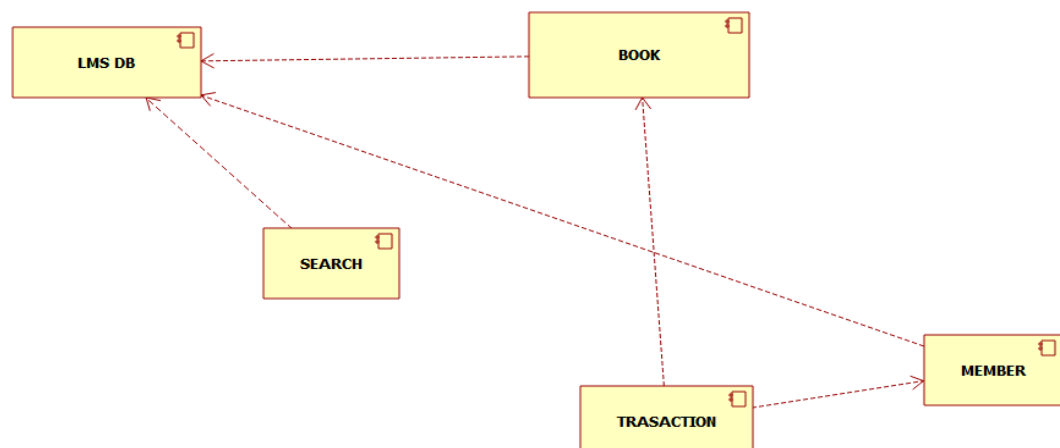 LMS DB
BOOK
SEARCH
MEMBER
TRASACTION